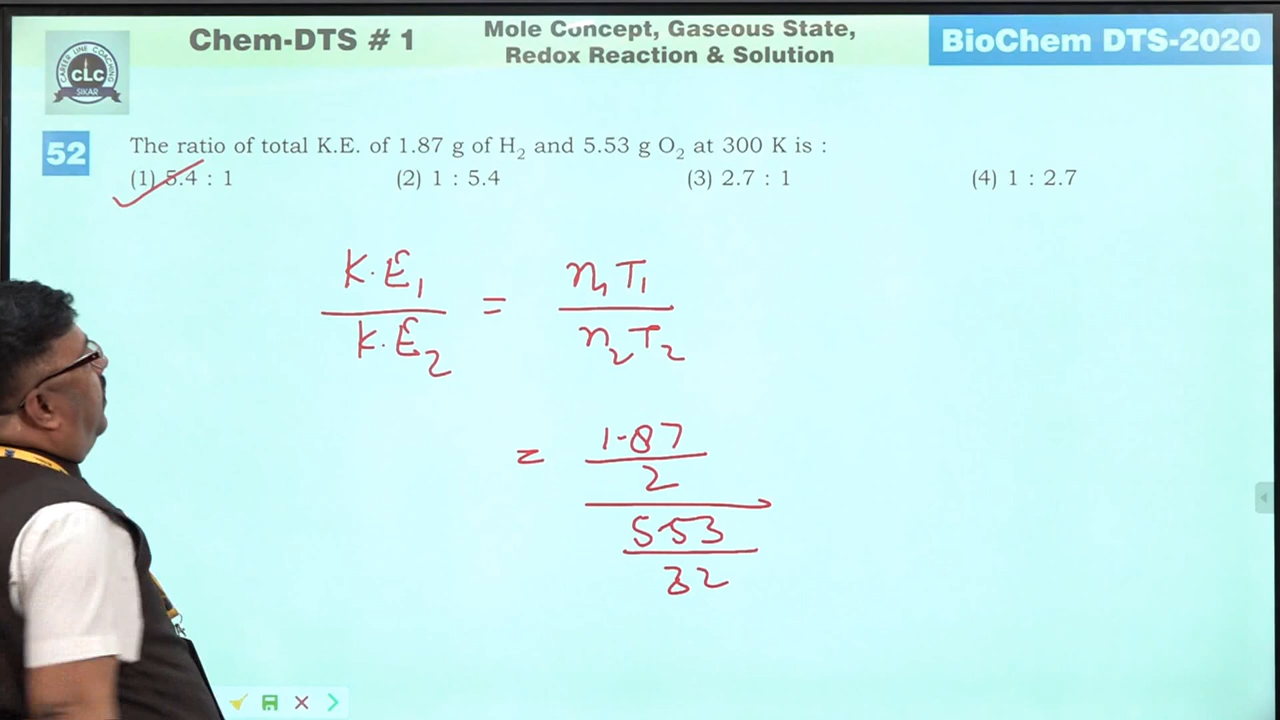 Chem-DTS # 1
Mole Concept, Gaseous State,
Redox Reaction & Solution
BioChem DTS-2020
CAREER LINE COACHING
CLC
SIKAR
52
The ratio of total K.E. of 1.87 g of H₂ and 5.53 g O₂ at 300 K is :
(1) 5.4 : 1 (2) 1 : 5.4 (3) 2.7 : 1 (4) 1 : 2.7
K.E₁ / K.E₂ = n₁T₁ / n₂T₂
= 1.87 / 2
5.53 / 32